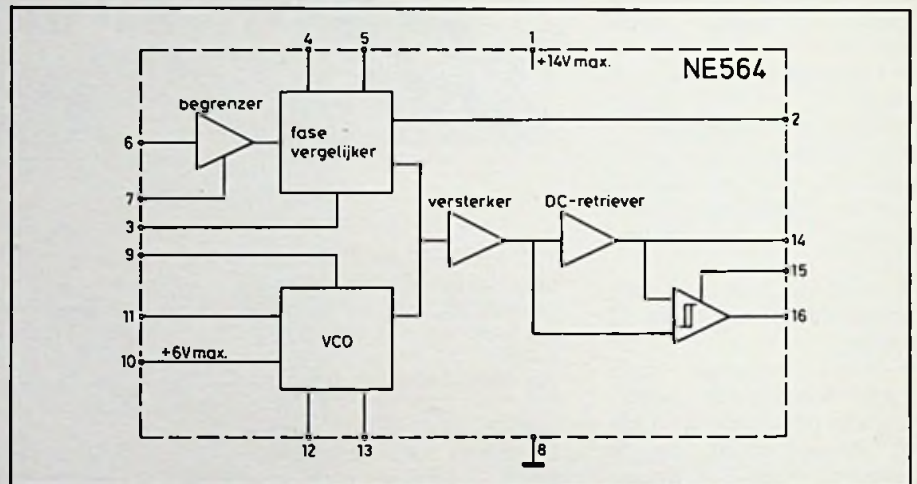 4 5 1
+14V max. NE564
begrenzer
6
fase
vergelijker
2
7
versterker DC-retriever
3
14
9
15
11
16
VCO
10 +6V max.
12 13 8